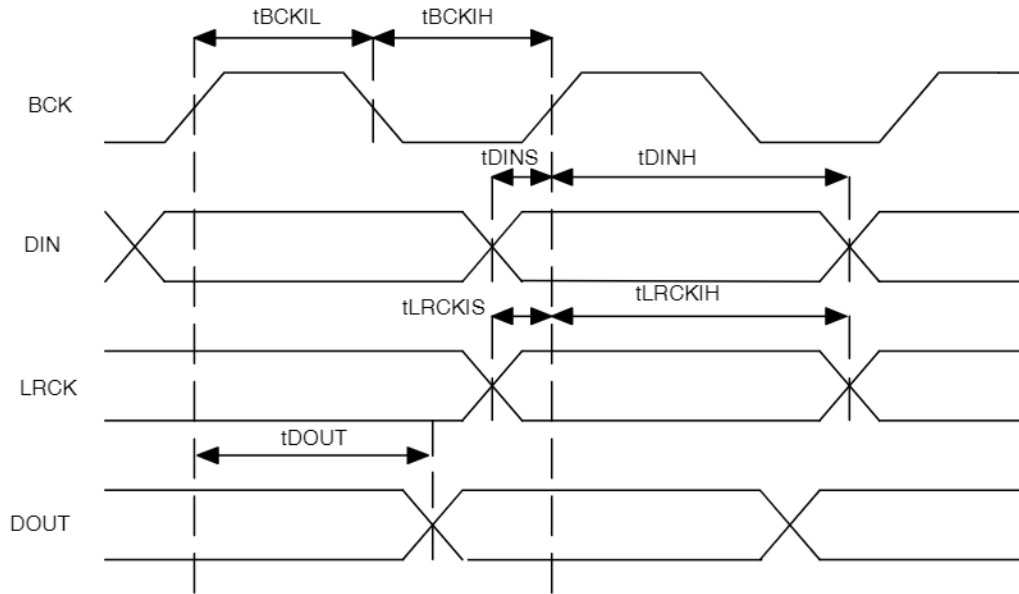 tBCKIL
tBCKIH
BCK
tDINS
tDINH
DIN
tLRCKIS
tLRCKIH
LRCK
tDOUT
DOUT